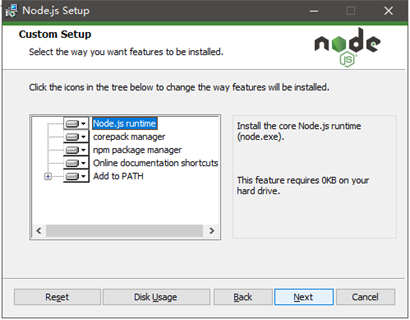 Node.js Setup
Custom Setup
Select the way you want features to be installed.
node
JS
Click the icons in the tree below to change the way features will be installed.
Node.js runtime
corepack manager
npm package manager
Online documentation shortcuts
Add to PATH
Install the core Node.js runtime
(node.exe).
This feature requires 0KB on your
hard drive.
Reset
Disk Usage
Back
Next
Cancel